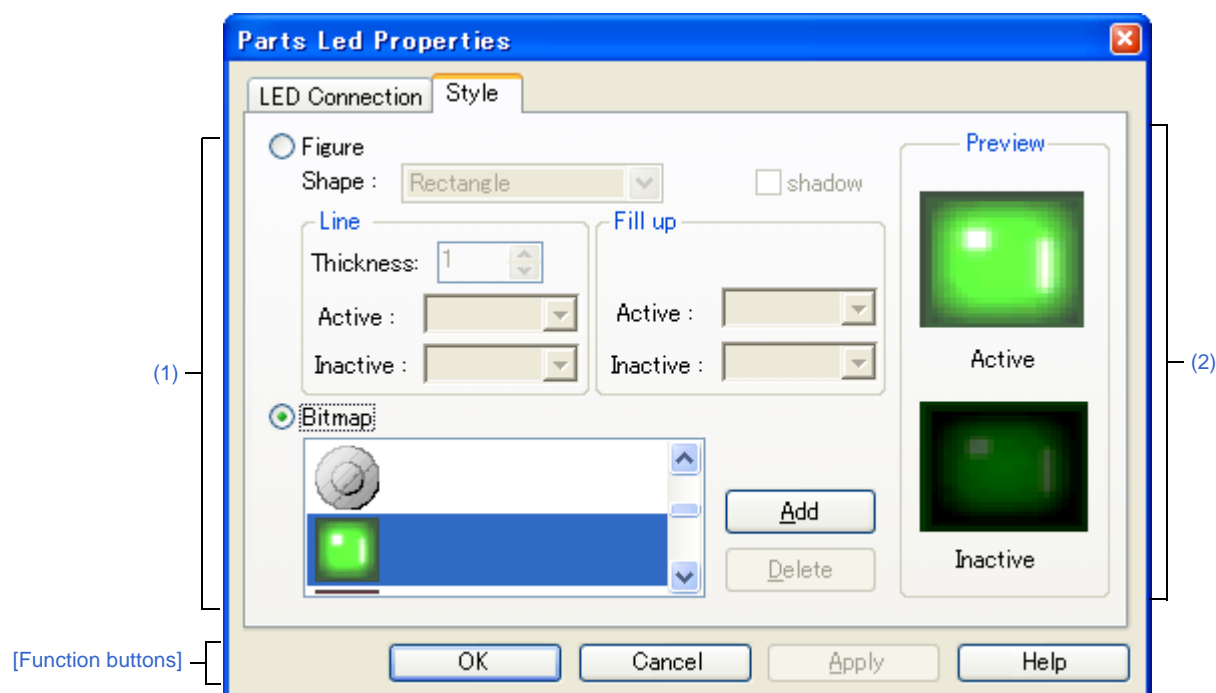 Parts Led Properties
LED Connection
Style
Figure
Shape :
Rectangle
shadow
Line
Thickness:
1
Active :
Inactive :
Fill up
Active :
Inactive :
Bitmap
Add
Delete
Preview
Active
Inactive
(1)
(2)
[Function buttons]
OK
Cancel
Apply
Help